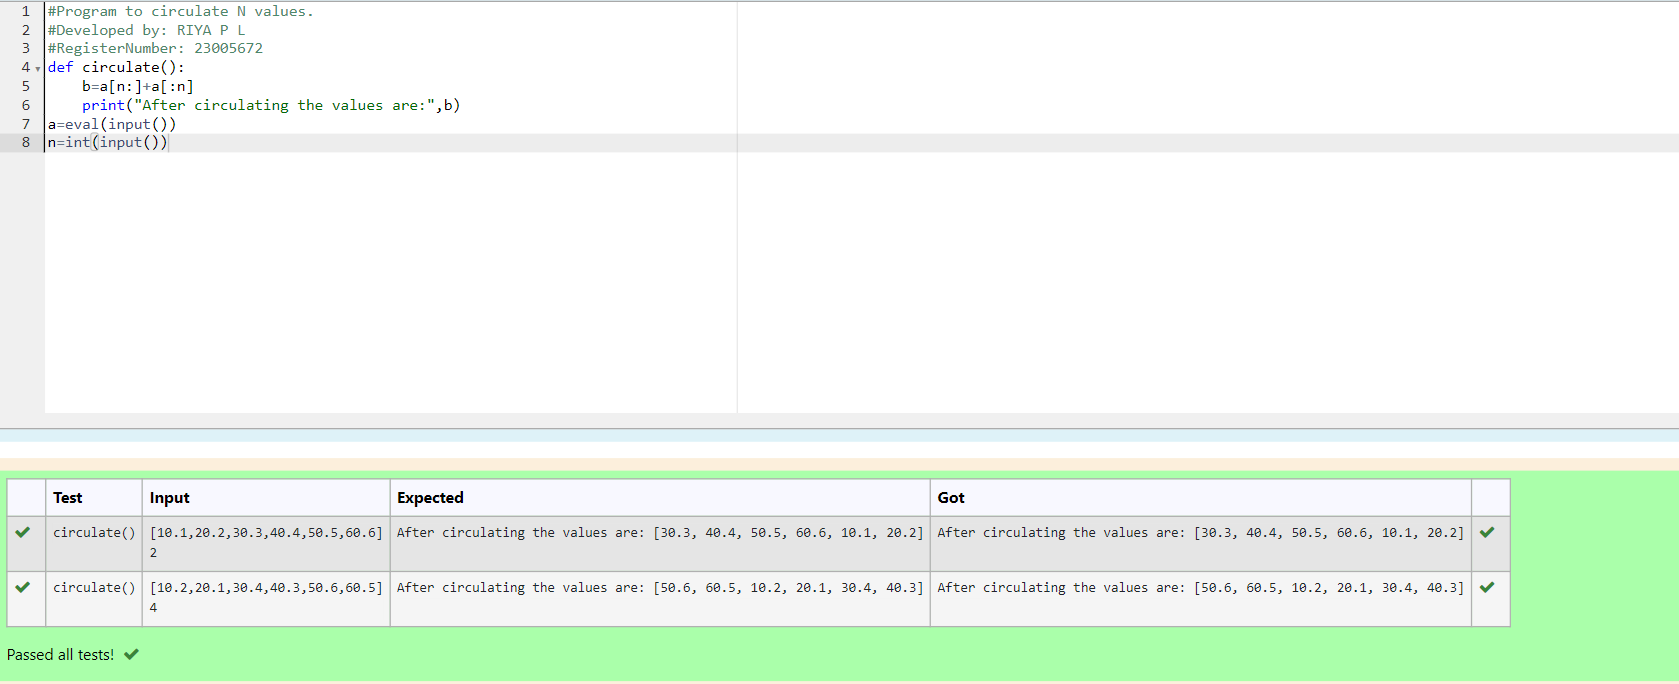 1 #Program to circulate N values.
2 #Developed by: RIYA P L
3 #RegisterNumber: 23005672
4 def circulate():
5     b=a[n:]+a[:n]
6     print("After circulating the values are:",b)
7 a=eval(input())
8 n=int(input())
Test Input Expected Got
circulate() [10.1,20.2,30.3,40.4,50.5,60.6] After circulating the values are: [30.3, 40.4, 50.5, 60.6, 10.1, 20.2] After circulating the values are: [30.3, 40.4, 50.5, 60.6, 10.1, 20.2]
2
circulate() [10.2,20.1,30.4,40.3,50.6,60.5] After circulating the values are: [50.6, 60.5, 10.2, 20.1, 30.4, 40.3] After circulating the values are: [50.6, 60.5, 10.2, 20.1, 30.4, 40.3]
4
Passed all tests!